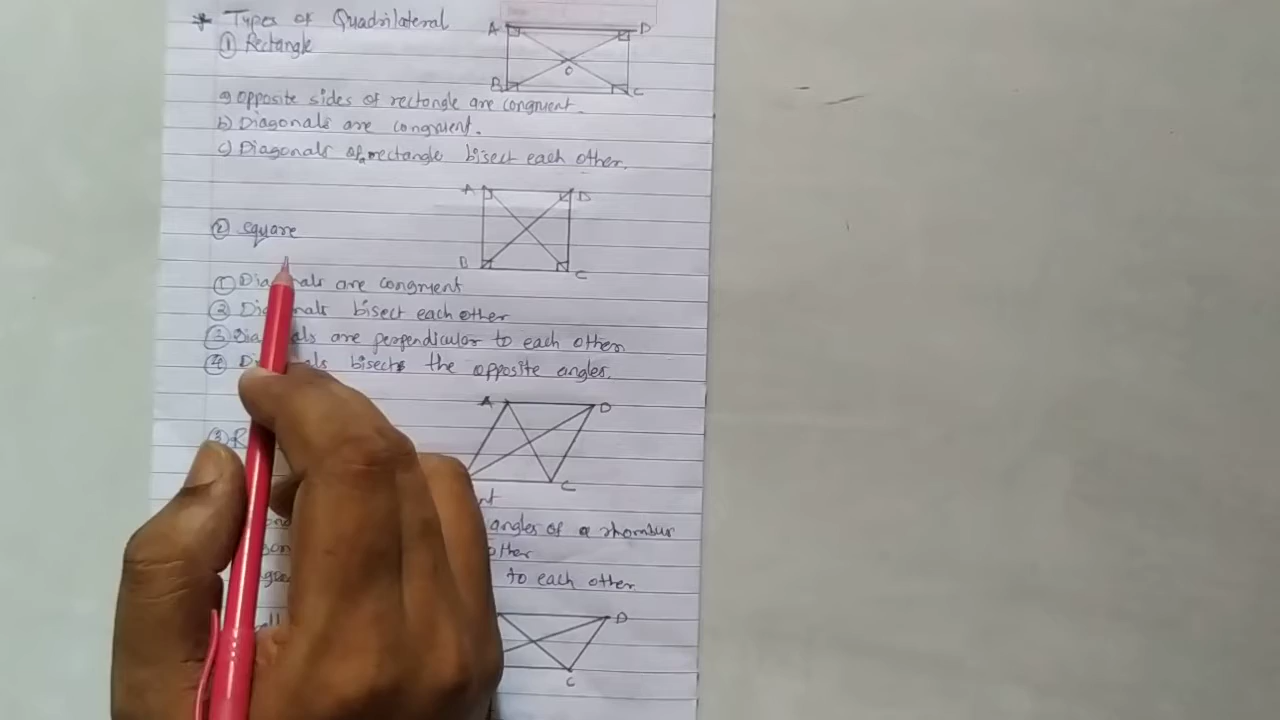 * Types of Quadrilateral
① Rectangle
A D
O
B C
a) opposite sides of rectangle are congruent.
b) Diagonals are congruent.
c) Diagonals of a rectangle bisect each other.
A D
② square
B C
① Diagonals are congruent
② Diagonals bisect each other
③ Diagonals are perpendicular to each other
④ Diagonals bisects the opposite angles.
A D
③ R
C
angles of a rhombus
other
to each other.
D
C